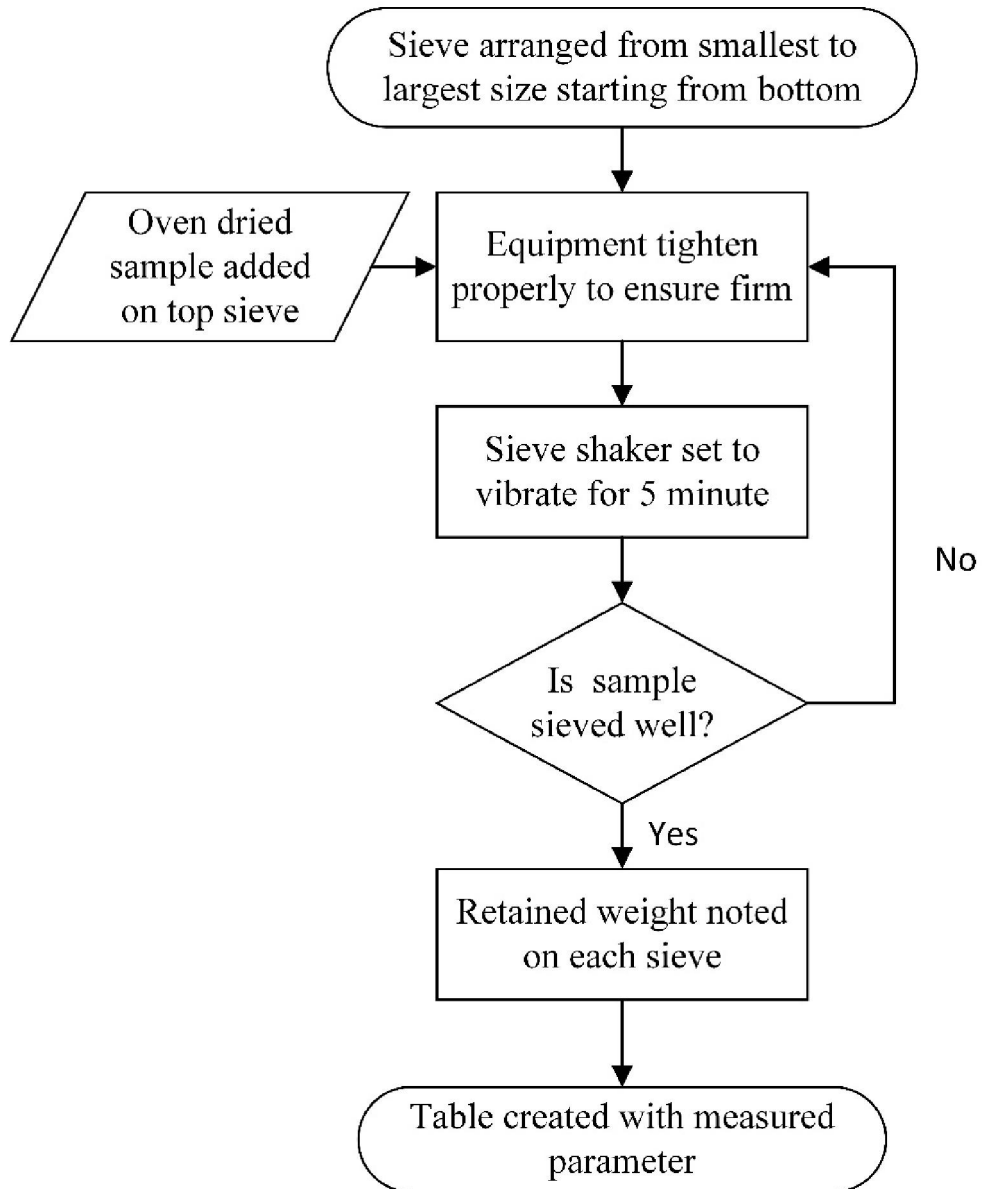 Sieve arranged from smallest to
largest size starting from bottom
Oven dried
sample added
on top sieve
Equipment tighten
properly to ensure firm
Sieve shaker set to
vibrate for 5 minute
No
Is sample
sieved well?
Yes
Retained weight noted
on each sieve
Table created with measured
parameter